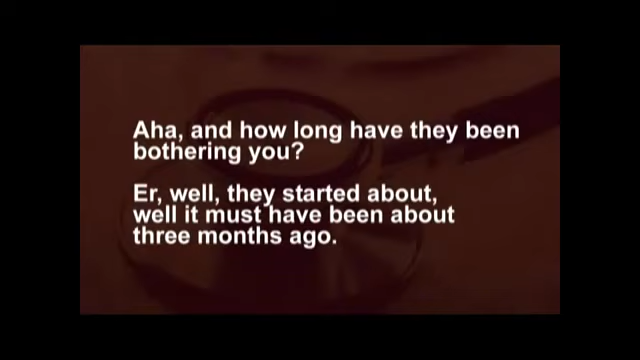 Aha, and how long have they been
bothering you?
Er, well, they started about,
well it must have been about
three months ago.